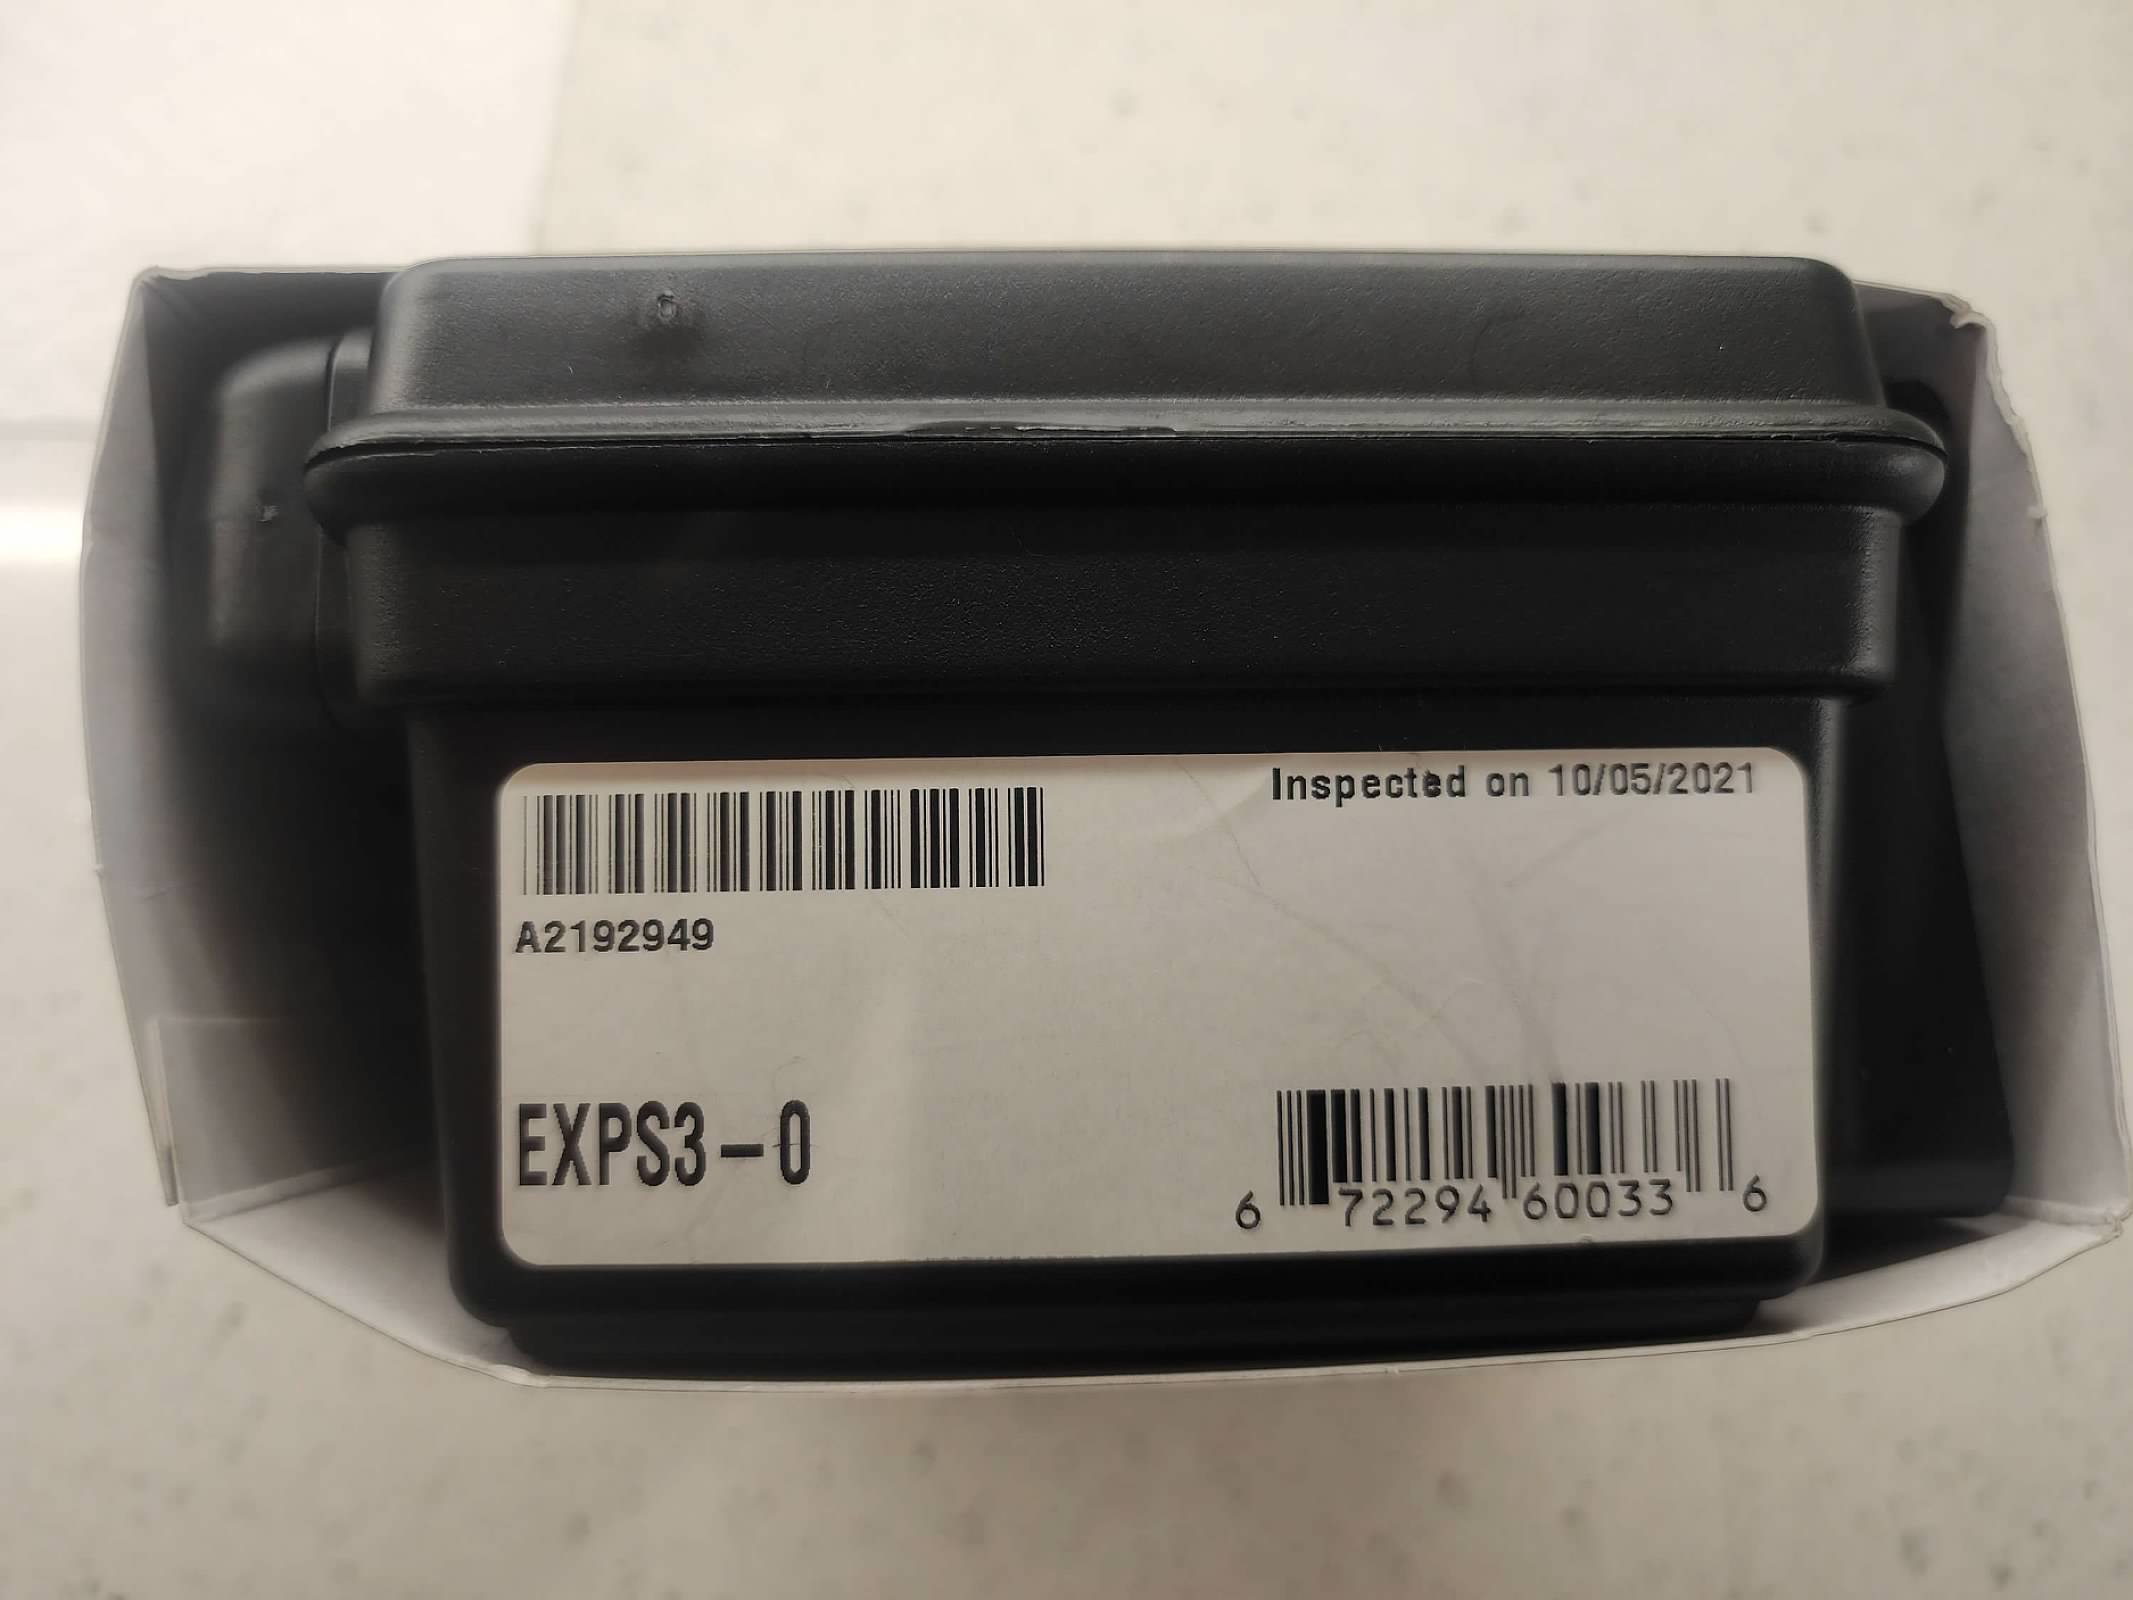 Inspected on 10/05/2021
A2192949
EXPS3-0
6 72294 60033 6